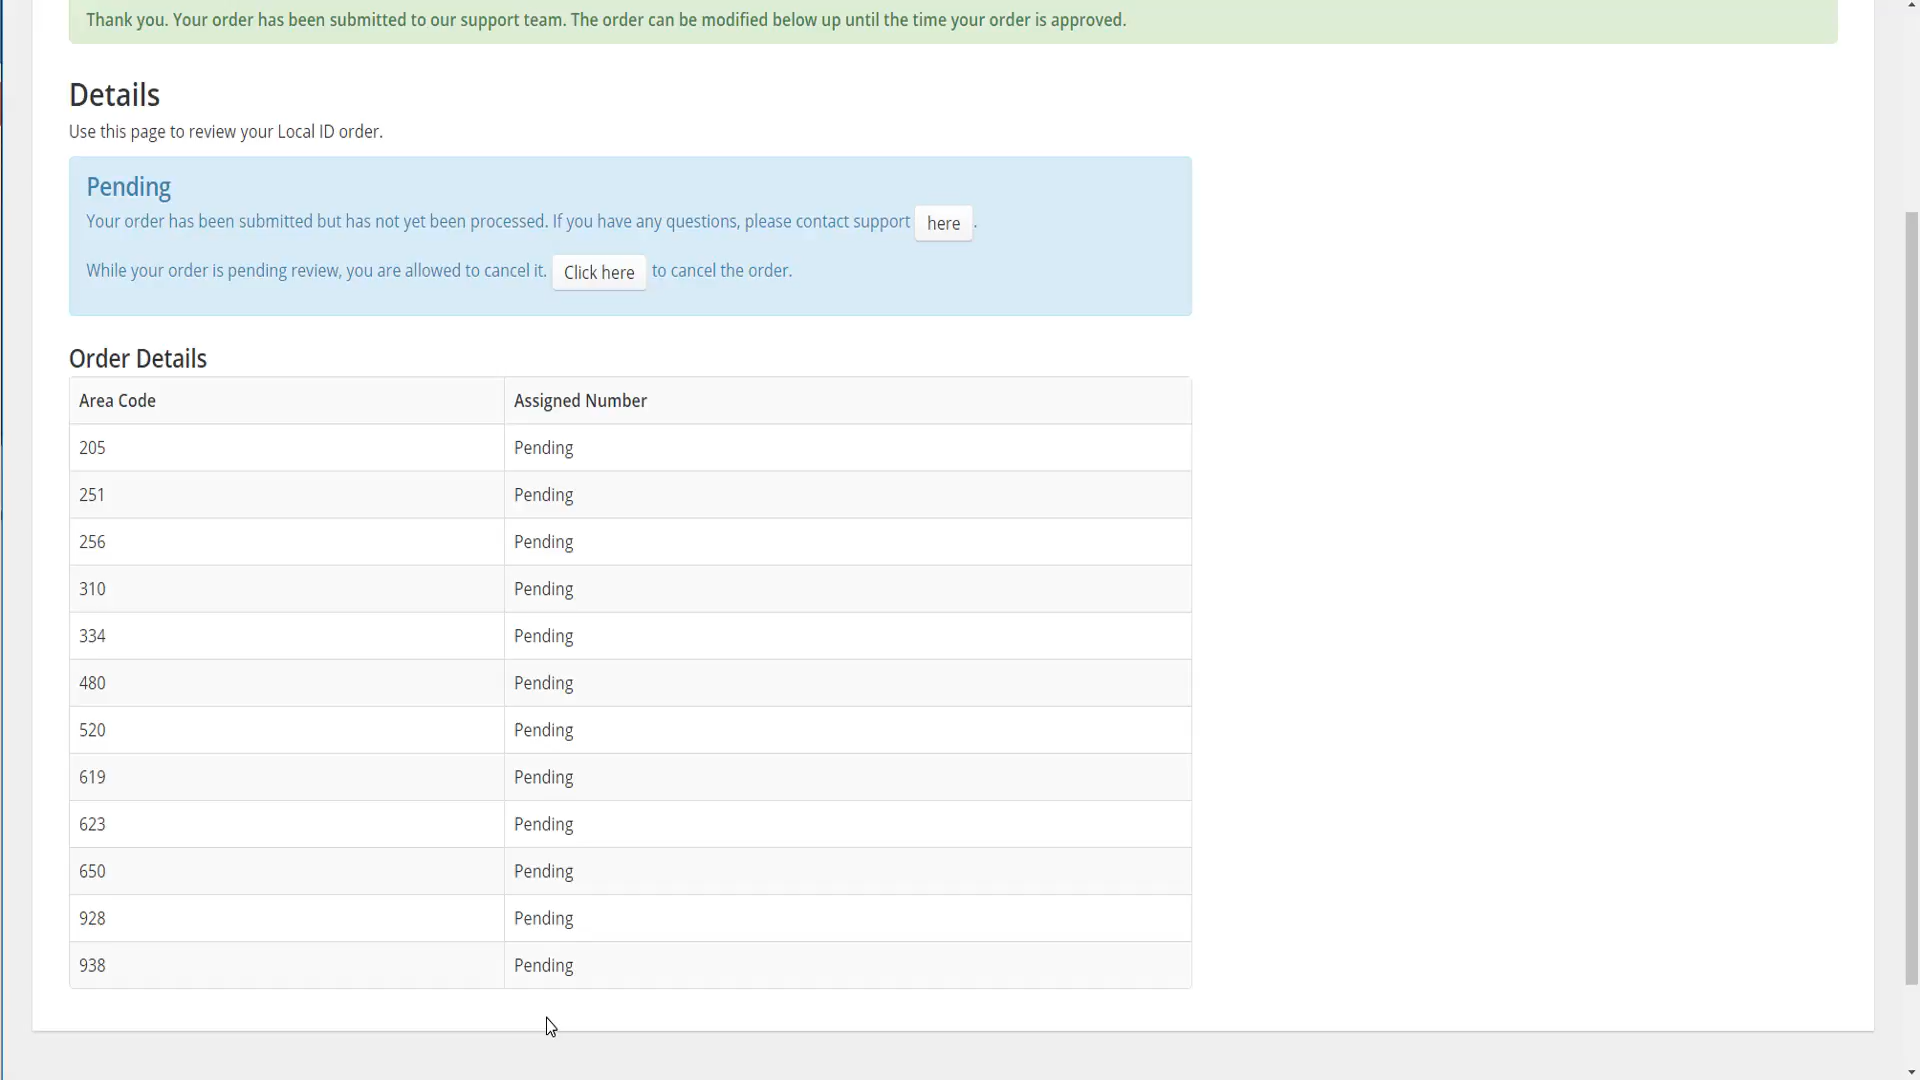 Thank you. Your order has been submitted to our support team. The order can be modified below up until the time your order is approved.
Details
Use this page to review your Local ID order.
Pending
Your order has been submitted but has not yet been processed. If you have any questions, please contact support here .
While your order is pending review, you are allowed to cancel it. Click here to cancel the order.
Order Details
Area Code Assigned Number
205 Pending
251 Pending
256 Pending
310 Pending
334 Pending
480 Pending
520 Pending
619 Pending
623 Pending
650 Pending
928 Pending
938 Pending